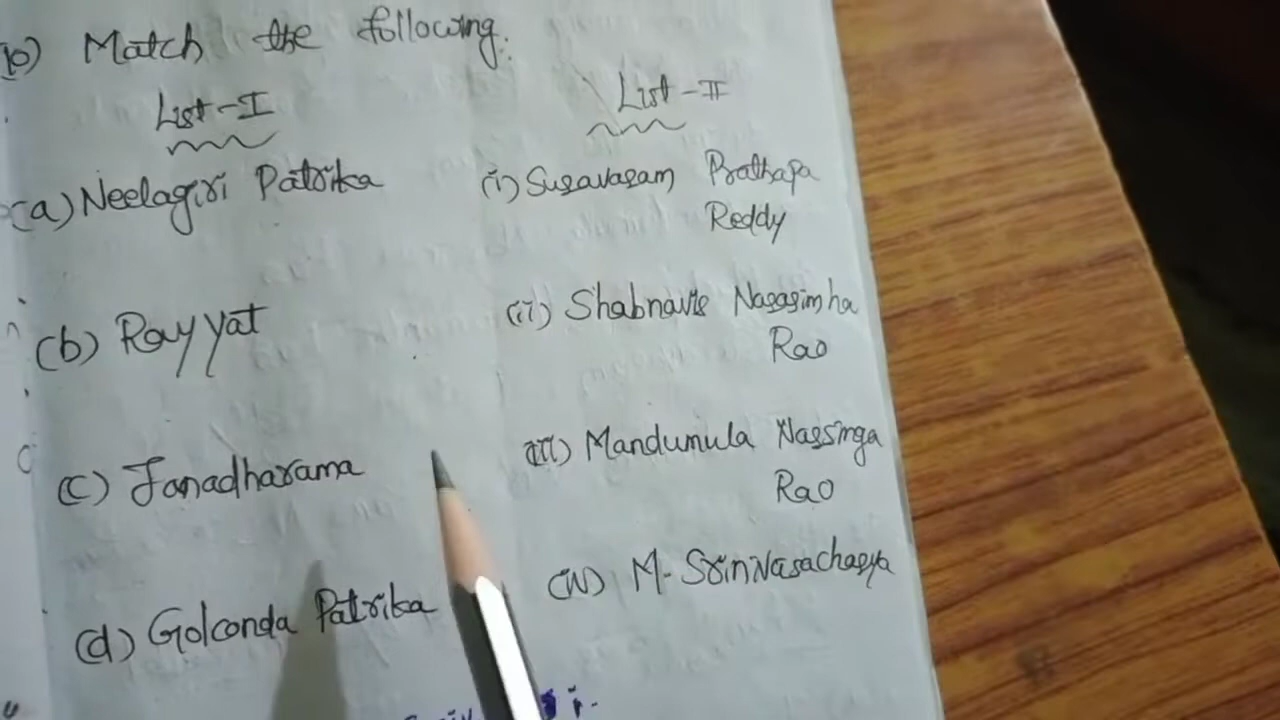 10) Match the following.
List-I List-II
(a) Neelagiri Patrika (i) Suravaram Prathapa
Reddy
(b) Rayyat (ii) Shabnavis Narasimha
Rao
(c) Janadharama (iii) Mandumula Narsinga
Rao
(d) Golconda Patrika (iv) M. Srinivasacharya